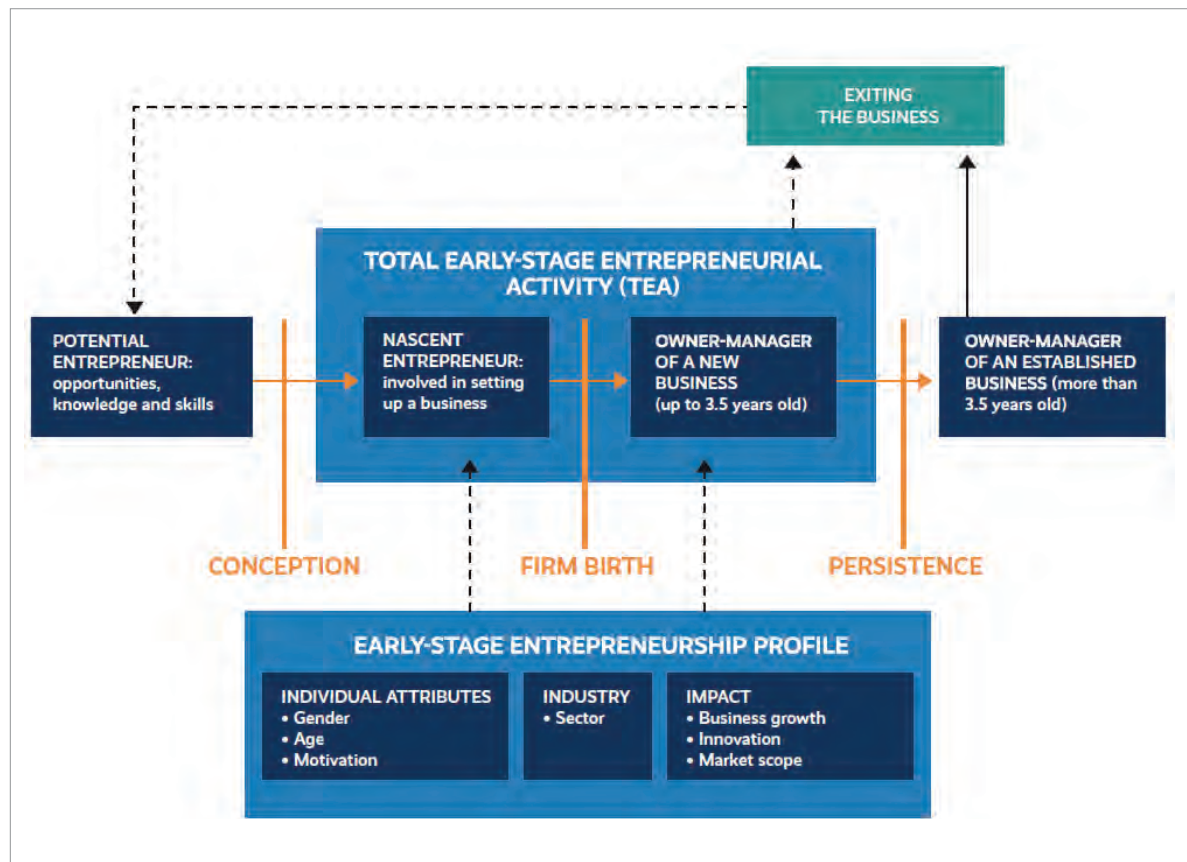 EXITING
THE BUSINESS
TOTAL EARLY-STAGE ENTREPRENEURIAL
ACTIVITY (TEA)
POTENTIAL
ENTREPRENEUR:
opportunities,
knowledge and skills
NASCENT
ENTREPRENEUR:
involved in setting
up a business
OWNER-MANAGER
OF A NEW
BUSINESS
(up to 3.5 years old)
OWNER-MANAGER
OF AN ESTABLISHED
BUSINESS (more than
3.5 years old)
CONCEPTION
FIRM BIRTH
PERSISTENCE
EARLY-STAGE ENTREPRENEURSHIP PROFILE
INDIVIDUAL ATTRIBUTES
• Gender
• Age
• Motivation
INDUSTRY
• Sector
IMPACT
• Business growth
• Innovation
• Market scope